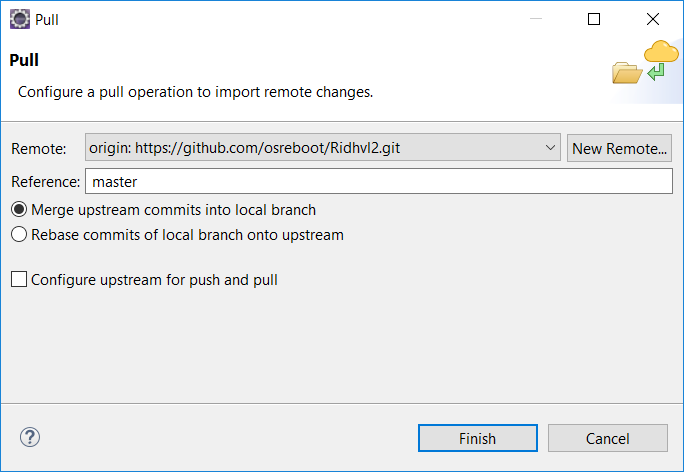 Pull
Pull
Configure a pull operation to import remote changes.
Remote: origin: https://github.com/osreboot/Ridhvl2.git New Remote...
Reference: master
Merge upstream commits into local branch
Rebase commits of local branch onto upstream
Configure upstream for push and pull
? Finish Cancel